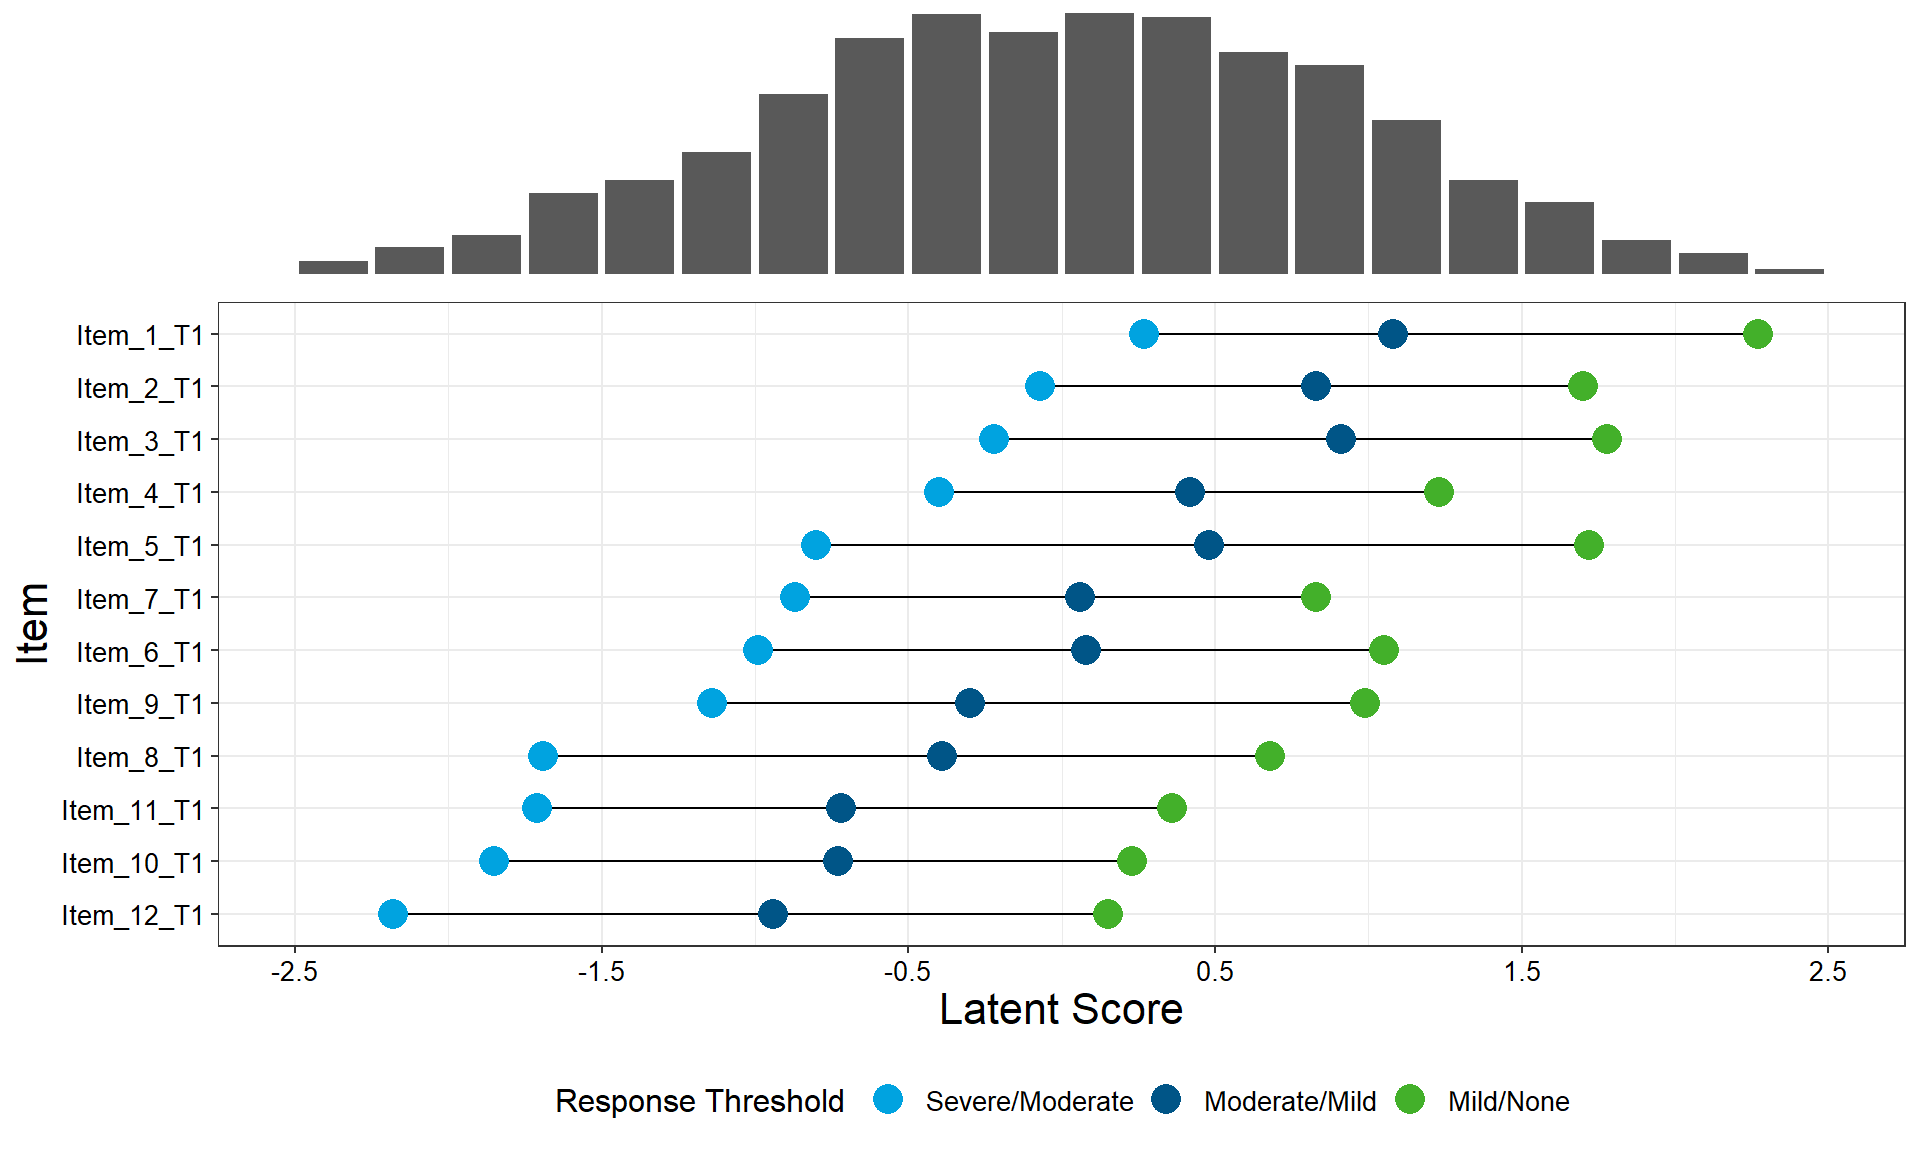 Item_1_T1
Item_2_T1
Item_3_T1
Item_4_T1
Item_5_T1
Item_7_T1
Item_6_T1
Item_9_T1
Item_8_T1
Item_11_T1
Item_10_T1
Item_12_T1
Item
-2.5 -1.5 -0.5 0.5 1.5 2.5
Latent Score
Response Threshold Severe/Moderate Moderate/Mild Mild/None